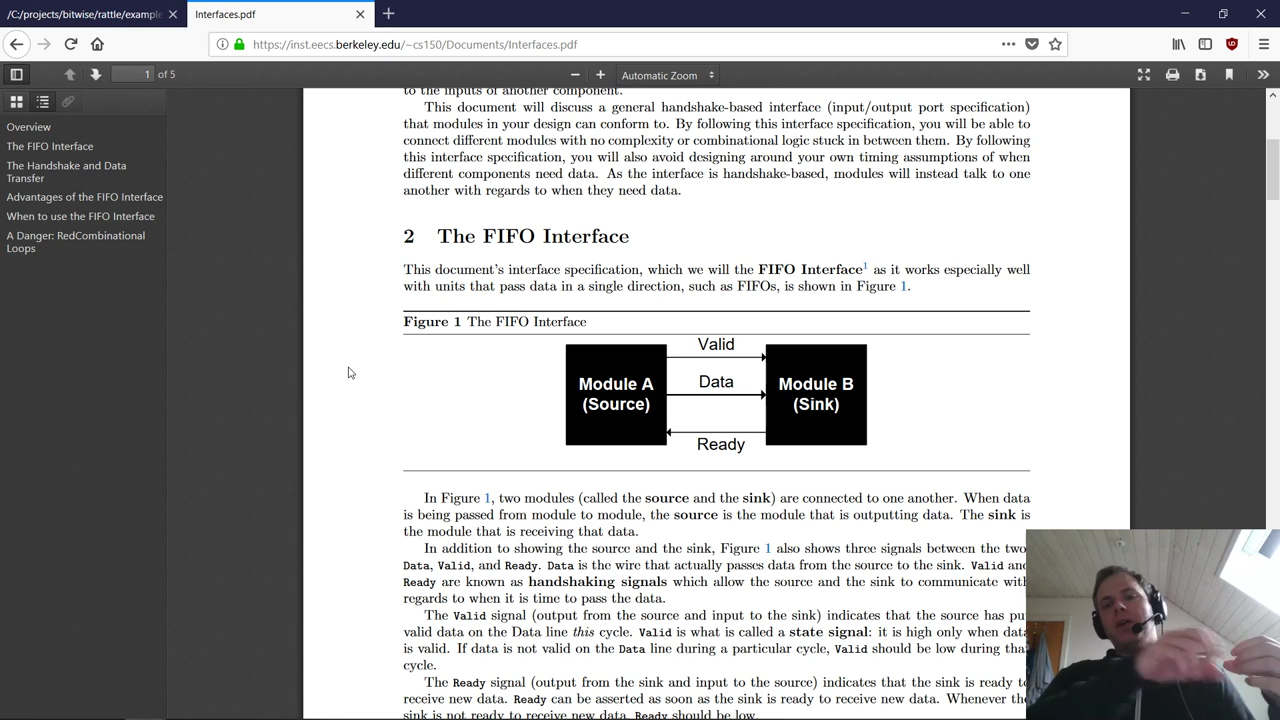 /C:/projects/bitwise/rattle/example
Interfaces.pdf
https://inst.eecs.berkeley.edu/~cs150/Documents/Interfaces.pdf
1 of 5
Automatic Zoom
Overview
The FIFO Interface
The Handshake and Data
Transfer
Advantages of the FIFO Interface
When to use the FIFO Interface
A Danger: RedCombinational
Loops
to the inputs of another component.
This document will discuss a general handshake-based interface (input/output port specification)
that modules in your design can conform to. By following this interface specification, you will be able to
connect different modules with no complexity or combinational logic stuck in between them. By following
this interface specification, you will also avoid designing around your own timing assumptions of when
different components need data. As the interface is handshake-based, modules will instead talk to one
another with regards to when they need data.
2 The FIFO Interface
This document's interface specification, which we will the FIFO Interface1 as it works especially well
with units that pass data in a single direction, such as FIFOs, is shown in Figure 1.
Figure 1 The FIFO Interface
Valid
Module A
(Source)
Data
Module B
(Sink)
Ready
In Figure 1, two modules (called the source and the sink) are connected to one another. When data
is being passed from module to module, the source is the module that is outputting data. The sink is
the module that is receiving that data.
In addition to showing the source and the sink, Figure 1 also shows three signals between the two
Data, Valid, and Ready. Data is the wire that actually passes data from the source to the sink. Valid and
Ready are known as handshaking signals which allow the source and the sink to communicate with
regards to when it is time to pass the data.
The Valid signal (output from the source and input to the sink) indicates that the source has pu
valid data on the Data line this cycle. Valid is what is called a state signal: it is high only when data
is valid. If data is not valid on the Data line during a particular cycle, Valid should be low during tha
cycle.
The Ready signal (output from the sink and input to the source) indicates that the sink is ready to
receive new data. Ready can be asserted as soon as the sink is ready to receive new data. Whenever the
sink is not ready to receive new data, Ready should be low.